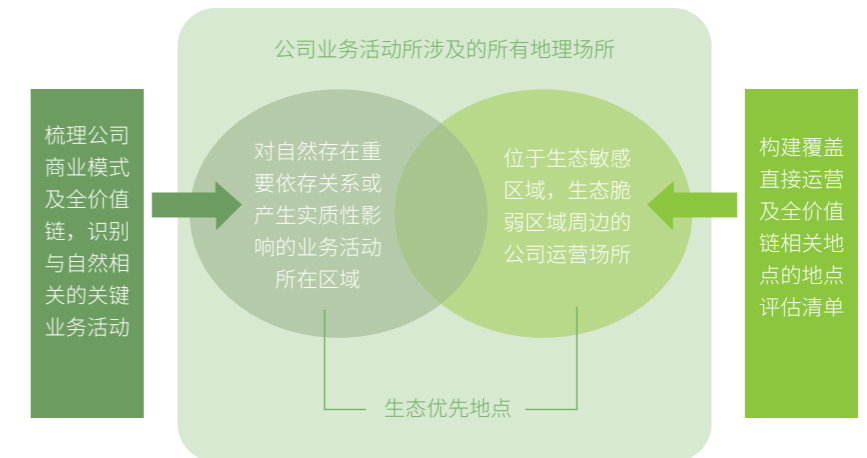 公司业务活动所涉及的所有地理场所
梳理公司
商业模式
及全价值
链，识别
与自然相
关的关键
业务活动
对自然存在重
要依存关系或
产生实质性影
响的业务活动
所在区域
位于生态敏感
区域，生态脆
弱区域周边的
公司运营场所
构建覆盖
直接运营
及全价值
链相关地
点的地点
评估清单
生态优先地点